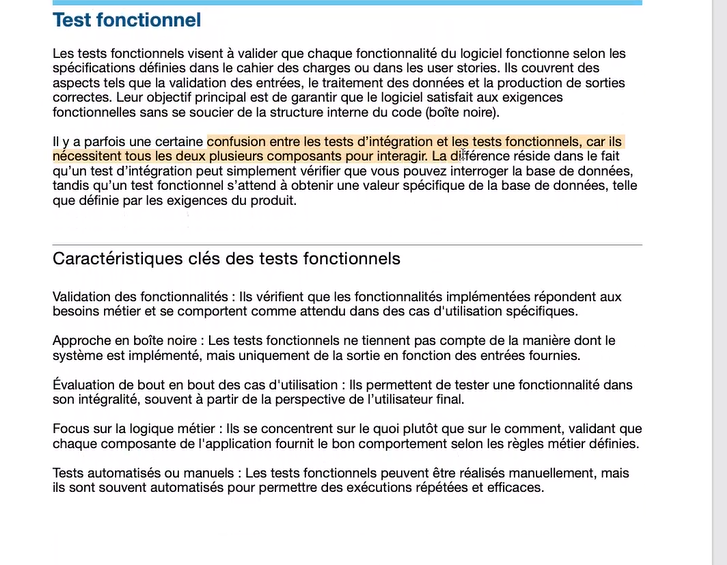 Test fonctionnel
Les tests fonctionnels visent à valider que chaque fonctionnalité du logiciel fonctionne selon les
spécifications définies dans le cahier des charges ou dans les user stories. Ils couvrent des
aspects tels que la validation des entrées, le traitement des données et la production de sorties
correctes. Leur objectif principal est de garantir que le logiciel satisfait aux exigences
fonctionnelles sans se soucier de la structure interne du code (boîte noire).
Il y a parfois une certaine confusion entre les tests d'intégration et les tests fonctionnels, car ils
nécessitent tous les deux plusieurs composants pour interagir. La différence réside dans le fait
qu'un test d'intégration peut simplement vérifier que vous pouvez interroger la base de données,
tandis qu'un test fonctionnel s'attend à obtenir une valeur spécifique de la base de données, telle
que définie par les exigences du produit.
Caractéristiques clés des tests fonctionnels
Validation des fonctionnalités : Ils vérifient que les fonctionnalités implémentées répondent aux
besoins métier et se comportent comme attendu dans des cas d'utilisation spécifiques.
Approche en boîte noire : Les tests fonctionnels ne tiennent pas compte de la manière dont le
système est implémenté, mais uniquement de la sortie en fonction des entrées fournies.
Évaluation de bout en bout des cas d'utilisation : Ils permettent de tester une fonctionnalité dans
son intégralité, souvent à partir de la perspective de l'utilisateur final.
Focus sur la logique métier : Ils se concentrent sur le quoi plutôt que sur le comment, validant que
chaque composante de l'application fournit le bon comportement selon les règles métier définies.
Tests automatisés ou manuels : Les tests fonctionnels peuvent être réalisés manuellement, mais
ils sont souvent automatisés pour permettre des exécutions répétées et efficaces.